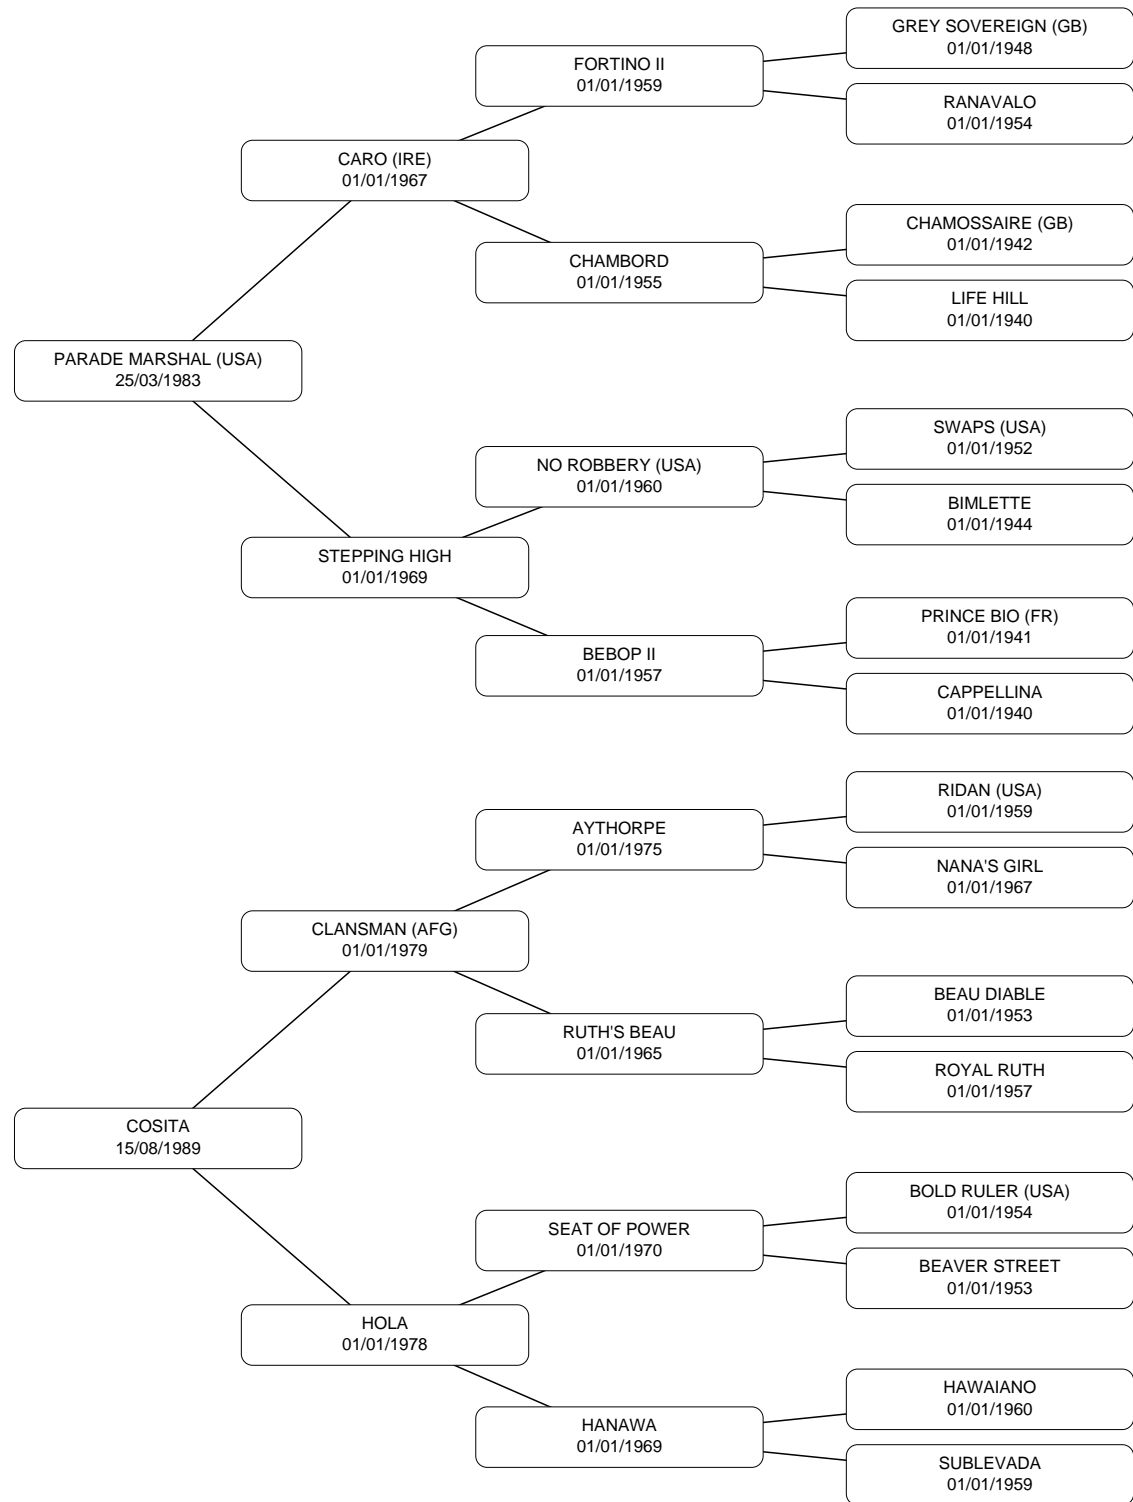 GREY SOVEREIGN (GB)
01/01/1948
FORTINO II
01/01/1959
RANAVALO
01/01/1954
CARO (IRE)
01/01/1967
CHAMOSSAIRE (GB)
01/01/1942
CHAMBORD
01/01/1955
LIFE HILL
01/01/1940
PARADE MARSHAL (USA)
25/03/1983
SWAPS (USA)
01/01/1952
NO ROBBERY (USA)
01/01/1960
BIMLETTE
01/01/1944
STEPPING HIGH
01/01/1969
PRINCE BIO (FR)
01/01/1941
BEBOP II
01/01/1957
CAPPELLINA
01/01/1940
RIDAN (USA)
01/01/1959
AYTHORPE
01/01/1975
NANA'S GIRL
01/01/1967
CLANSMAN (AFG)
01/01/1979
BEAU DIABLE
01/01/1953
RUTH'S BEAU
01/01/1965
ROYAL RUTH
01/01/1957
COSITA
15/08/1989
BOLD RULER (USA)
01/01/1954
SEAT OF POWER
01/01/1970
BEAVER STREET
01/01/1953
HOLA
01/01/1978
HAWAIANO
01/01/1960
HANAWA
01/01/1969
SUBLEVADA
01/01/1959